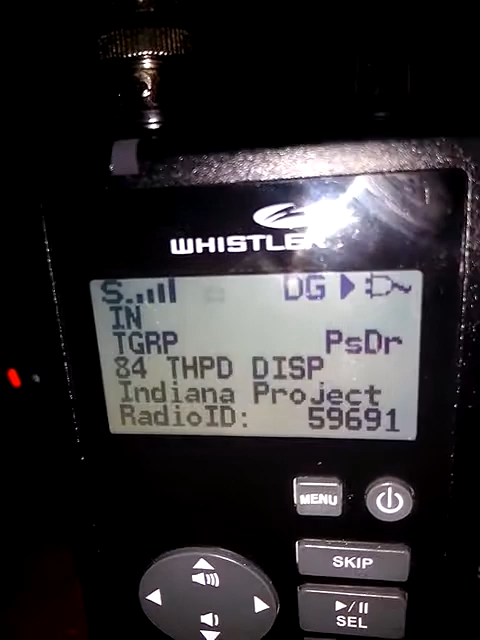 WHISTLER
S DG
IN
TGRP PsDr
84 THPD DISP
Indiana Project
RadioID: 59691
MENU
SKIP
SEL